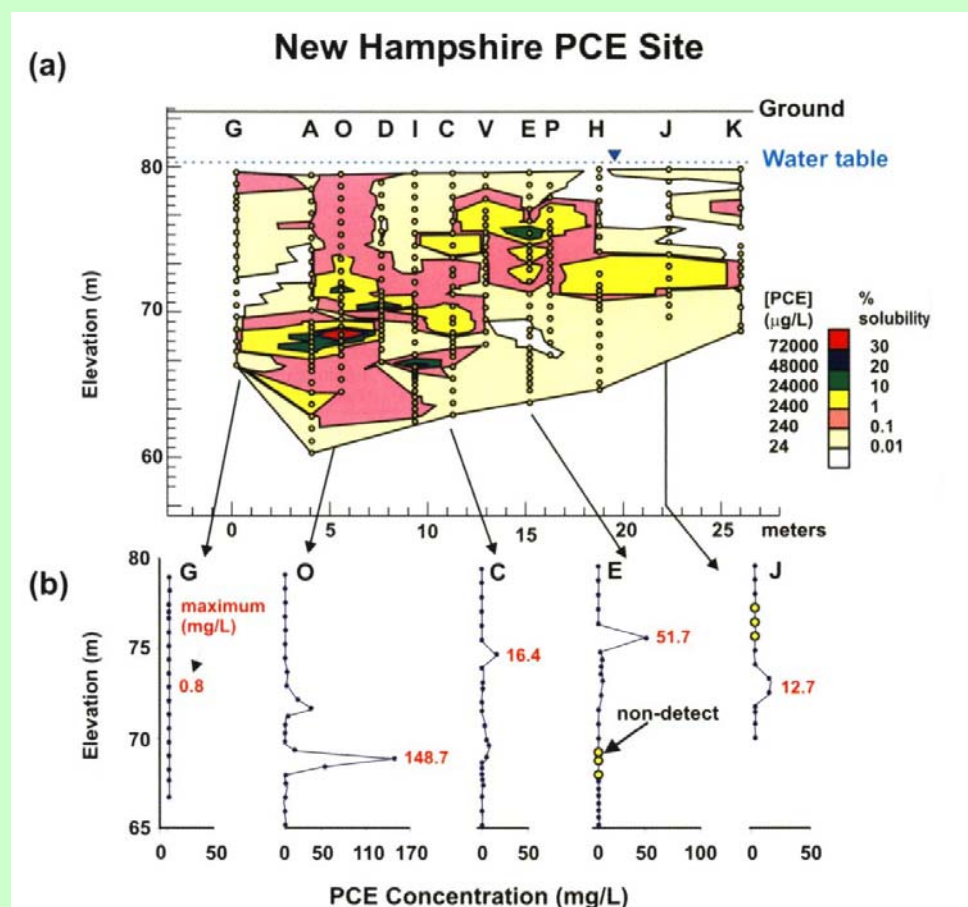 New Hampshire PCE Site
(a)
Ground
G A O D I C V E P H J K
Water table
80
70
60
Elevation (m)
[PCE] %
(µg/L) solubility
72000 30
48000 20
24000 10
2400 1
240 0.1
24 0.01
0 5 10 15 20 25 meters
(b)
80
75
70
65
Elevation (m)
G O C E J
maximum
(mg/L)
0.8
148.7
16.4
51.7
non-detect
12.7
0 50 0 50 110 170 0 50 0 50 100 0 50
PCE Concentration (mg/L)